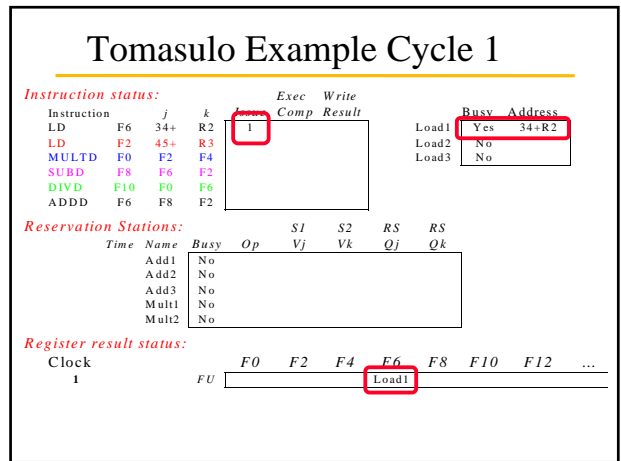 Tomasulo Example Cycle 1
Instruction status: Exec Write
Instruction j k Issue Comp Result Busy Address
LD F6 34+ R2 1 Load1 Yes 34+R2
LD F2 45+ R3 Load2 No
MULTD F0 F2 F4 Load3 No
SUBD F8 F6 F2
DIVD F10 F0 F6
ADDD F6 F8 F2
Reservation Stations: S1 S2 RS RS
Time Name Busy Op Vj Vk Qj Qk
Add1 No
Add2 No
Add3 No
Mult1 No
Mult2 No
Register result status:
Clock F0 F2 F4 F6 F8 F10 F12 ...
1 FU Load1